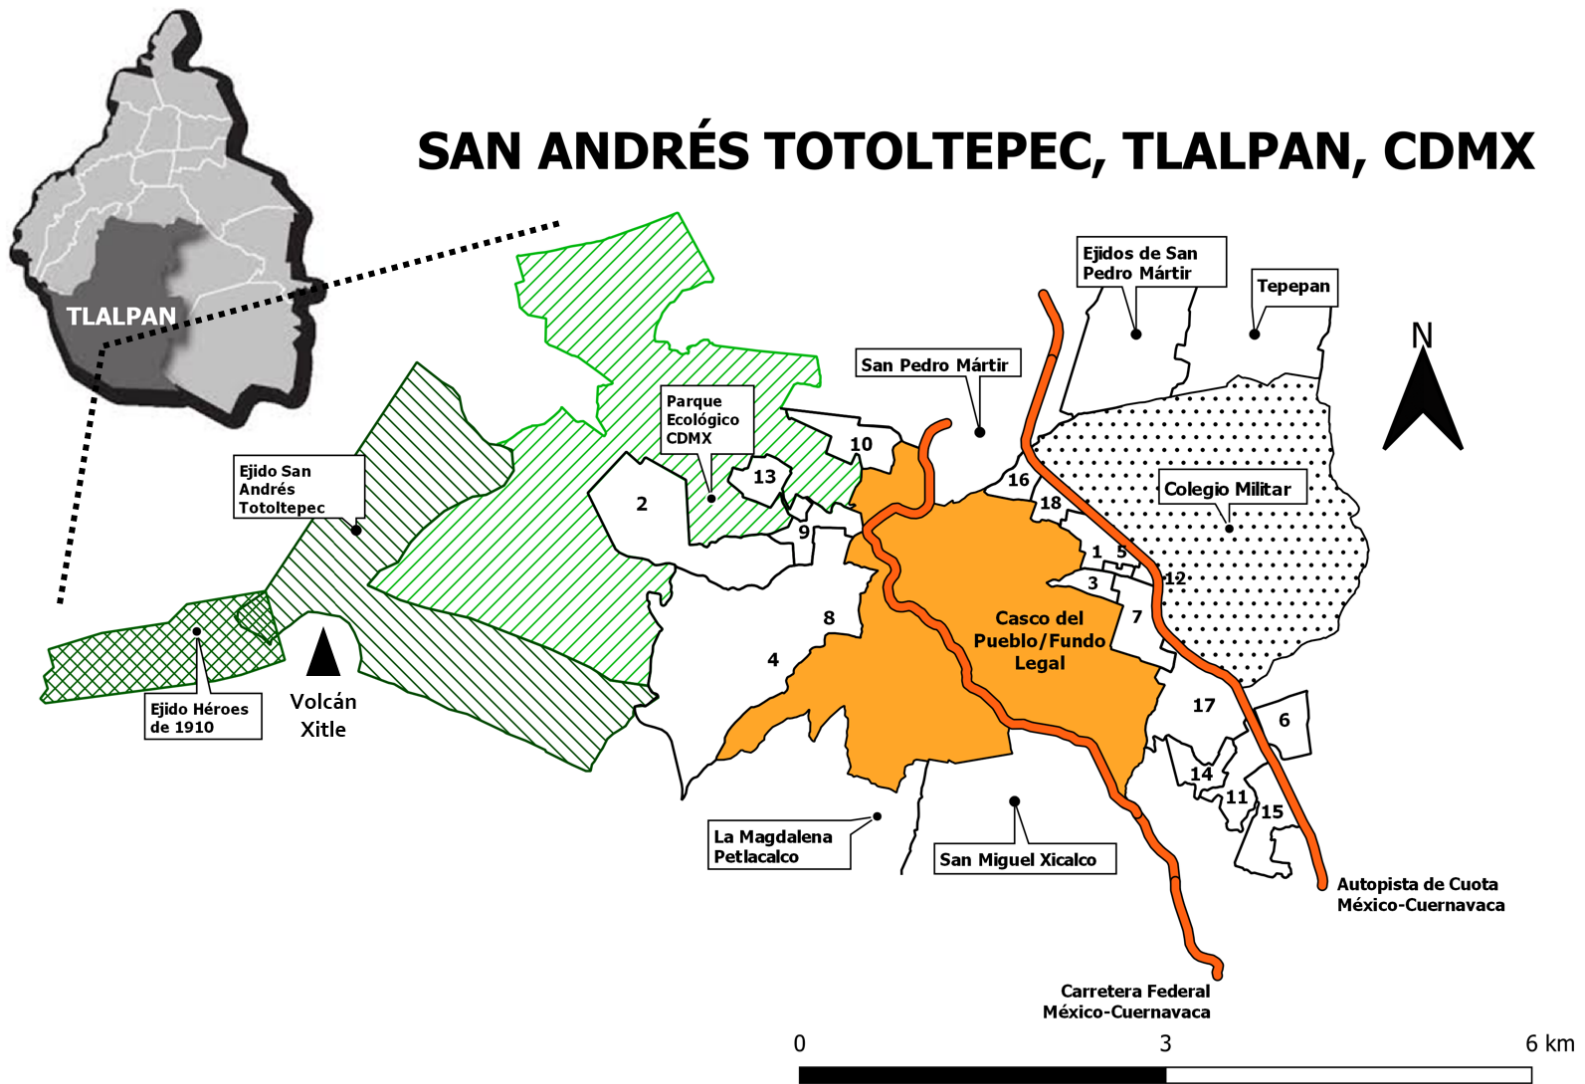 SAN ANDRÉS TOTOLTEPEC, TLALPAN, CDMX
TLALPAN
Ejidos de San
Pedro Mártir
Tepepan
N
San Pedro Mártir
Parque
Ecológico
CDMX
10
Ejido San
Andrés
Totoltepec
13
2
16
18
Colegio Militar
9
1
5
3
12
7
8
4
Casco del
Pueblo/Fundo
Legal
Ejido Héroes
de 1910
Volcán
Xitle
17
6
14
11
15
La Magdalena
Petlacalco
San Miguel Xicalco
Autopista de Cuota
México-Cuernavaca
Carretera Federal
México-Cuernavaca
0
3
6 km